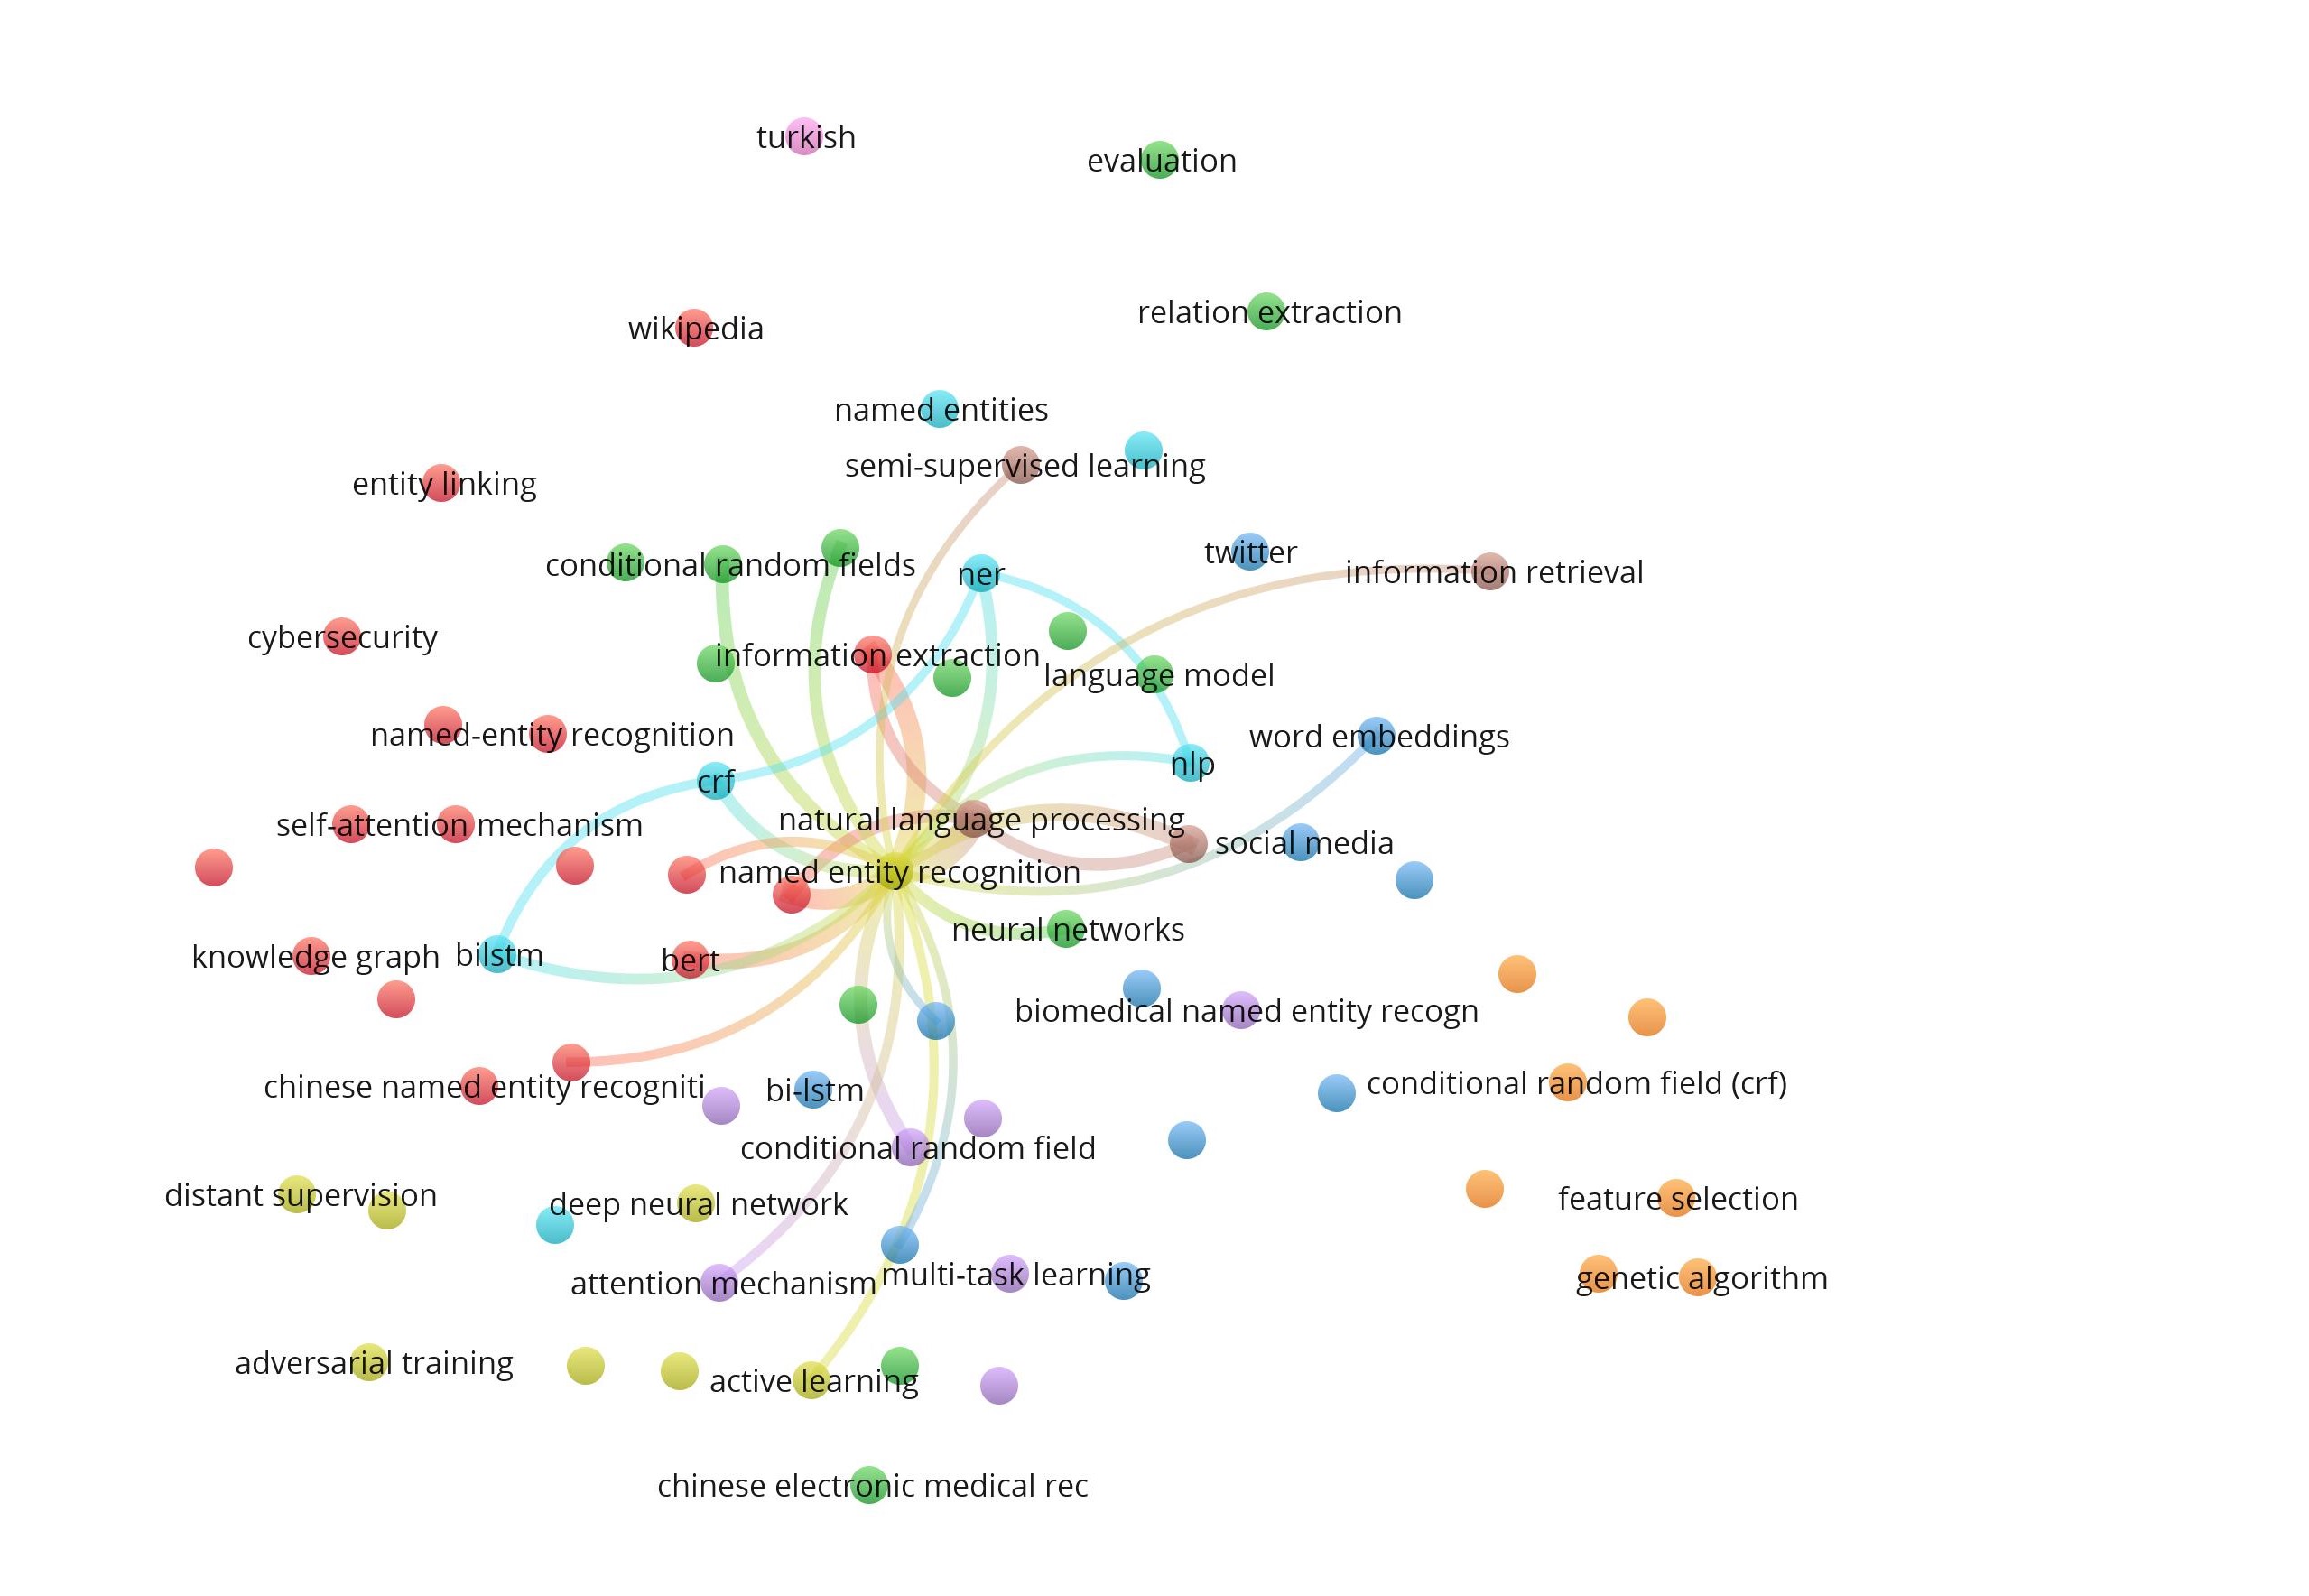 turkish
evaluation
relation extraction
wikipedia
named entities
semi-supervised learning
entity linking
twitter
conditional random fields
ner
information retrieval
cybersecurity
information extraction
language model
named-entity recognition
word embeddings
nlp
crf
natural language processing
self-attention mechanism
social media
named entity recognition
neural networks
knowledge graph
bilstm
bert
biomedical named entity recogn
chinese named entity recogniti
bi-lstm
conditional random field (crf)
conditional random field
distant supervision
deep neural network
feature selection
attention mechanism
multi-task learning
genetic algorithm
adversarial training
active learning
chinese electronic medical rec